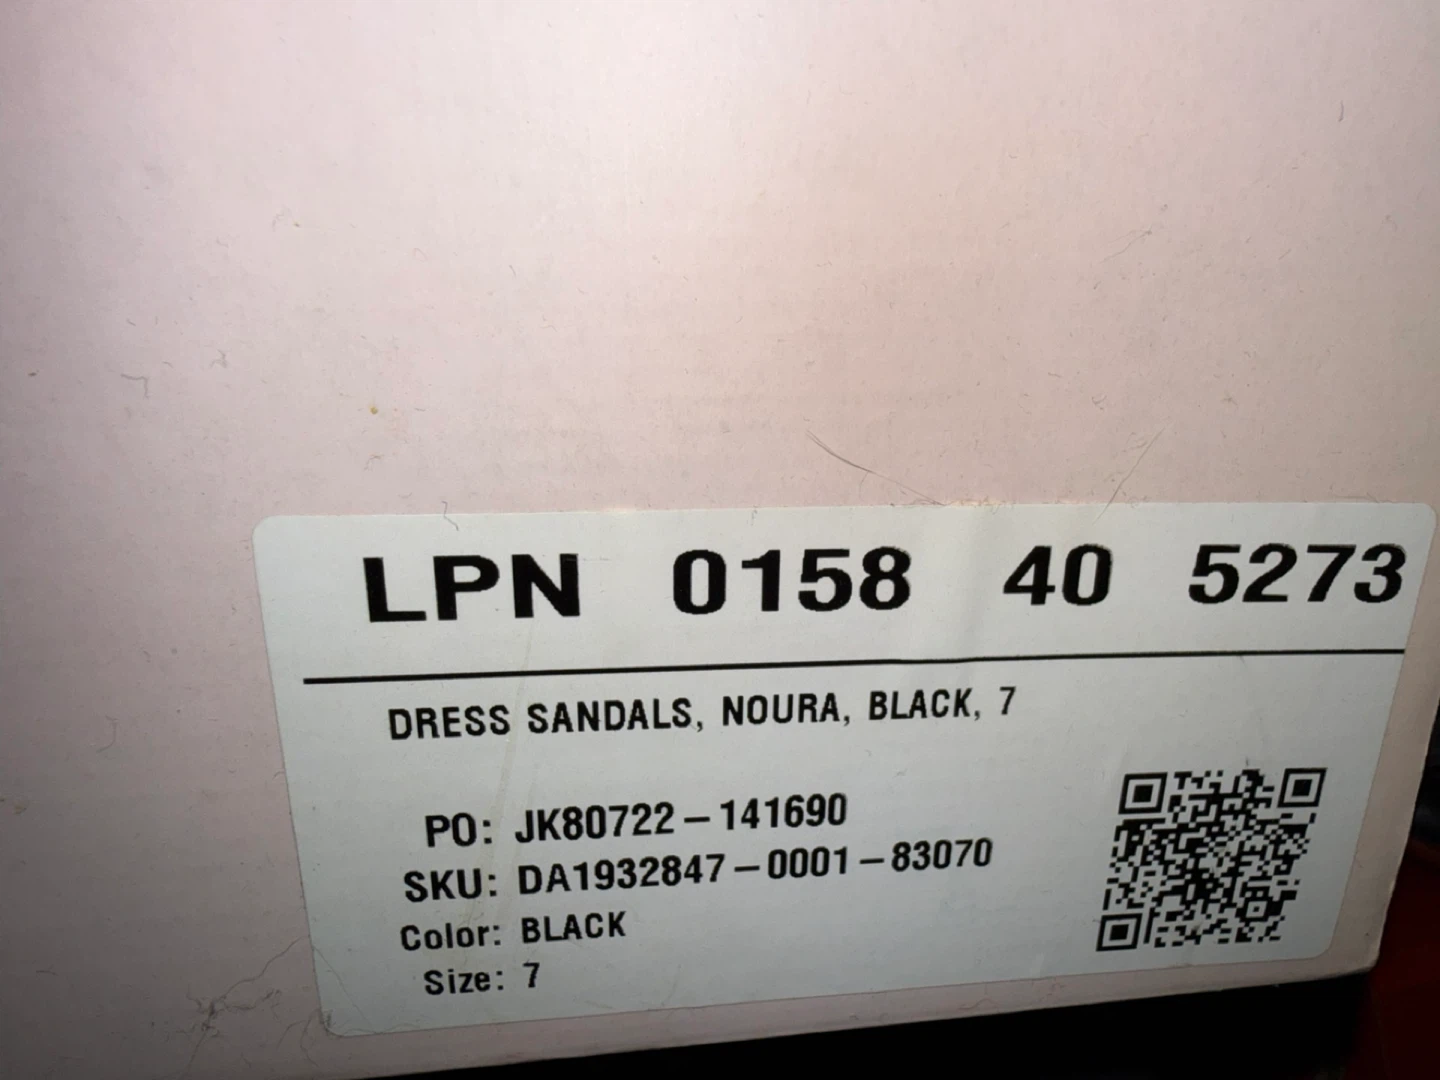 LPN 0158 40 5273
DRESS SANDALS, NOURA, BLACK, 7
PO: JK80722-141690
SKU: DA1932847-0001-83070
Color: BLACK
Size: 7